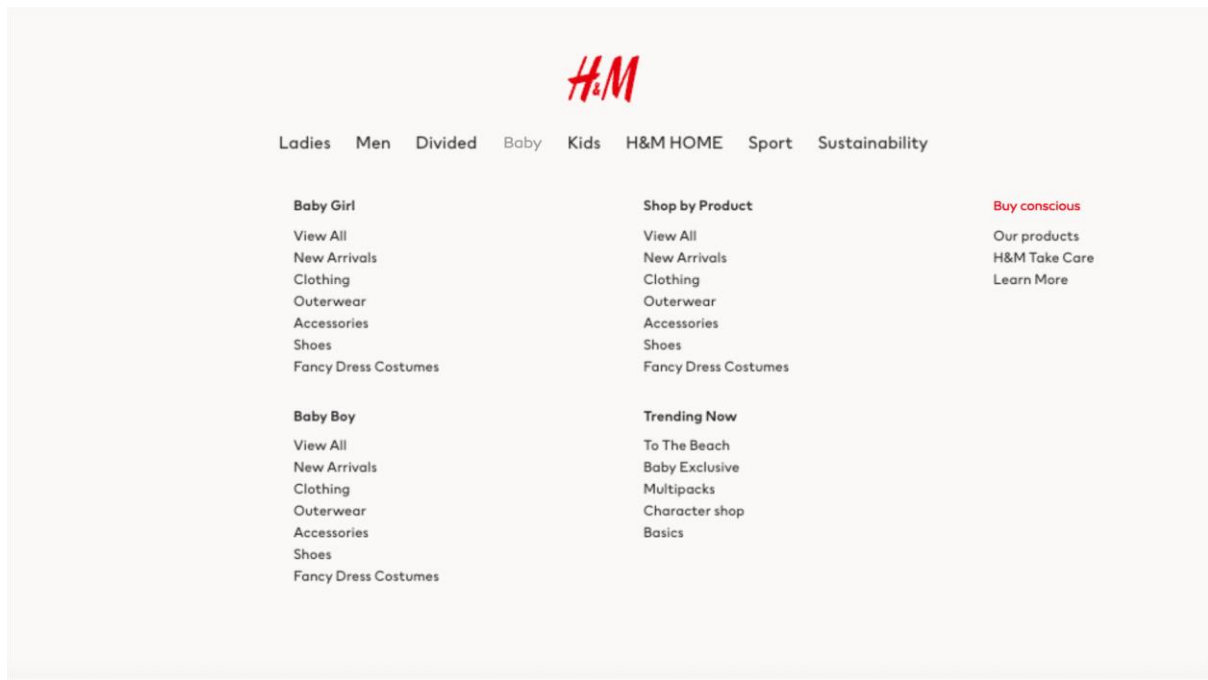 H&M
Ladies Men Divided Baby Kids H&M HOME Sport Sustainability
Baby Girl
View All
New Arrivals
Clothing
Outerwear
Accessories
Shoes
Fancy Dress Costumes
Baby Boy
View All
New Arrivals
Clothing
Outerwear
Accessories
Shoes
Fancy Dress Costumes
Shop by Product
View All
New Arrivals
Clothing
Outerwear
Accessories
Shoes
Fancy Dress Costumes
Trending Now
To The Beach
Baby Exclusive
Multipacks
Character shop
Basics
Buy conscious
Our products
H&M Take Care
Learn More